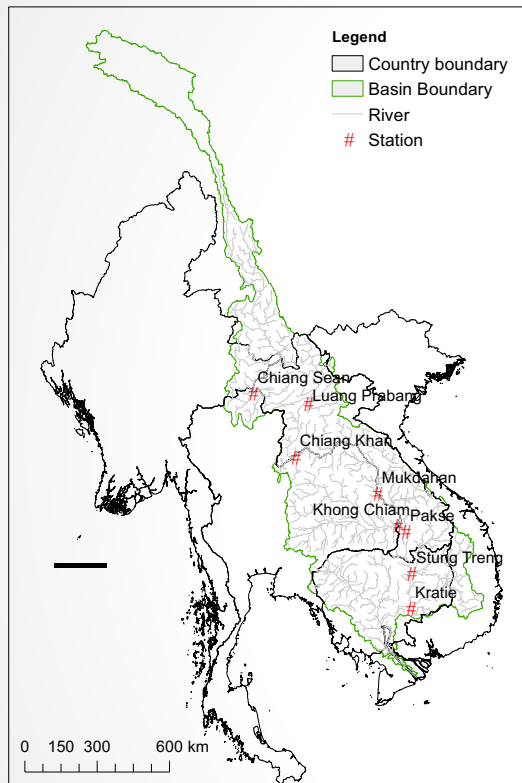 Legend
Country boundary
Basin Boundary
River
# Station
# Chiang Sean
# Luang Prabang
# Chiang Khan
# Mukdahan
# Khong Chiam
# Pakse
# Stung Treng
# Kratie
0 150 300 600 km